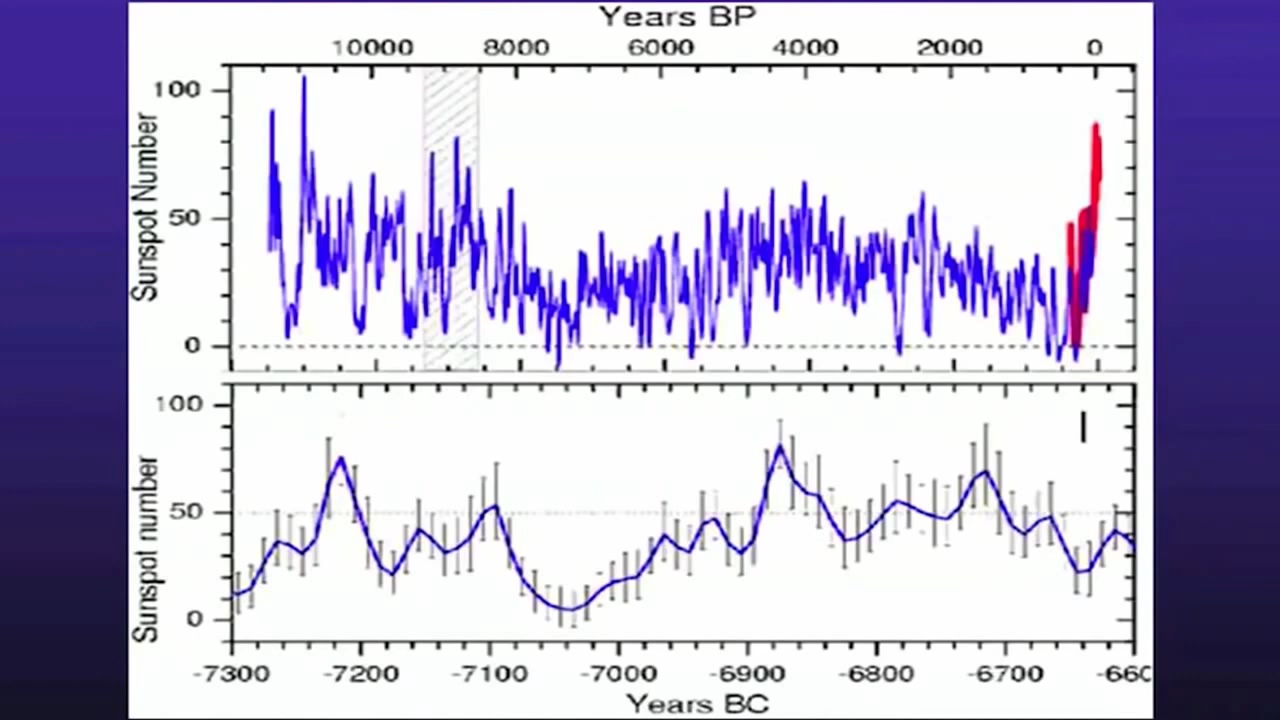 Years BP
10000 8000 6000 4000 2000 0
Sunspot Number
100
50
0
Sunspot number
100
50
0
-7300 -7200 -7100 -7000 -6900 -6800 -6700 -660
Years BC